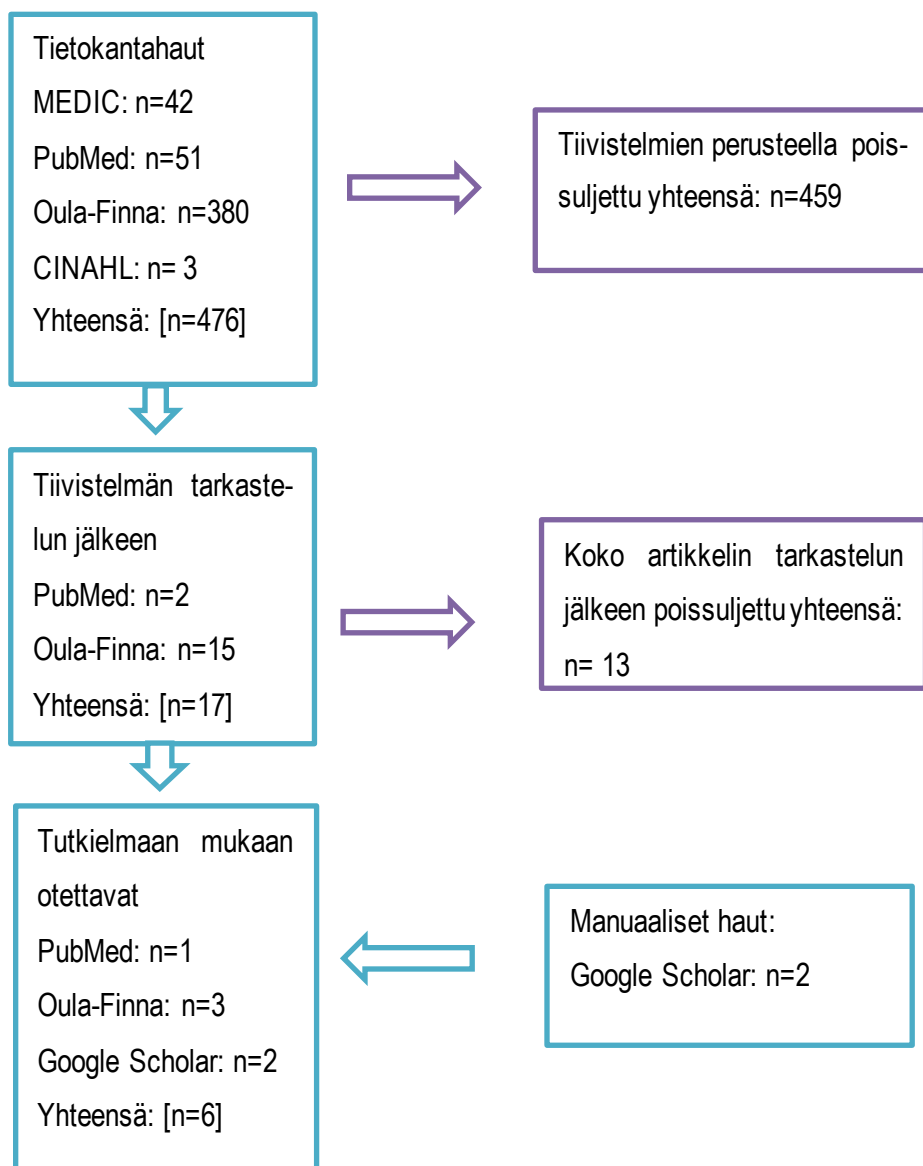 Tietokantahaut
MEDIC: n=42
PubMed: n=51
Oula-Finna: n=380
CINAHL: n= 3
Yhteensä: [n=476]
Tiivistelmien perusteella pois-
suljettu yhteensä: n=459
Tiivistelmän tarkaste-
lun jälkeen
PubMed: n=2
Oula-Finna: n=15
Yhteensä: [n=17]
Koko artikkelin tarkastelun
jälkeen poissuljettu yhteensä:
n= 13
Tutkielmaan mukaan
otettavat
PubMed: n=1
Oula-Finna: n=3
Google Scholar: n=2
Yhteensä: [n=6]
Manuaaliset haut:
Google Scholar: n=2